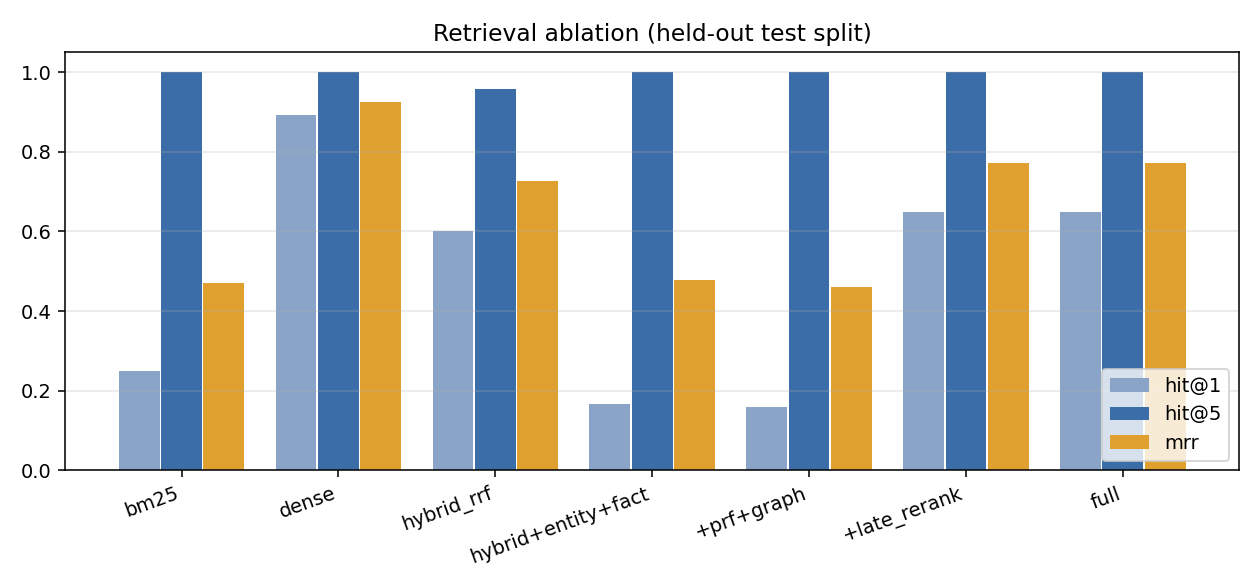 Retrieval ablation (held-out test split)
1.0
0.8
0.6
0.4
0.2
0.0
bm25
dense
hybrid_rrf
hybrid+entity+fact
+prf+graph
+late_rerank
full
hit@1
hit@5
mrr